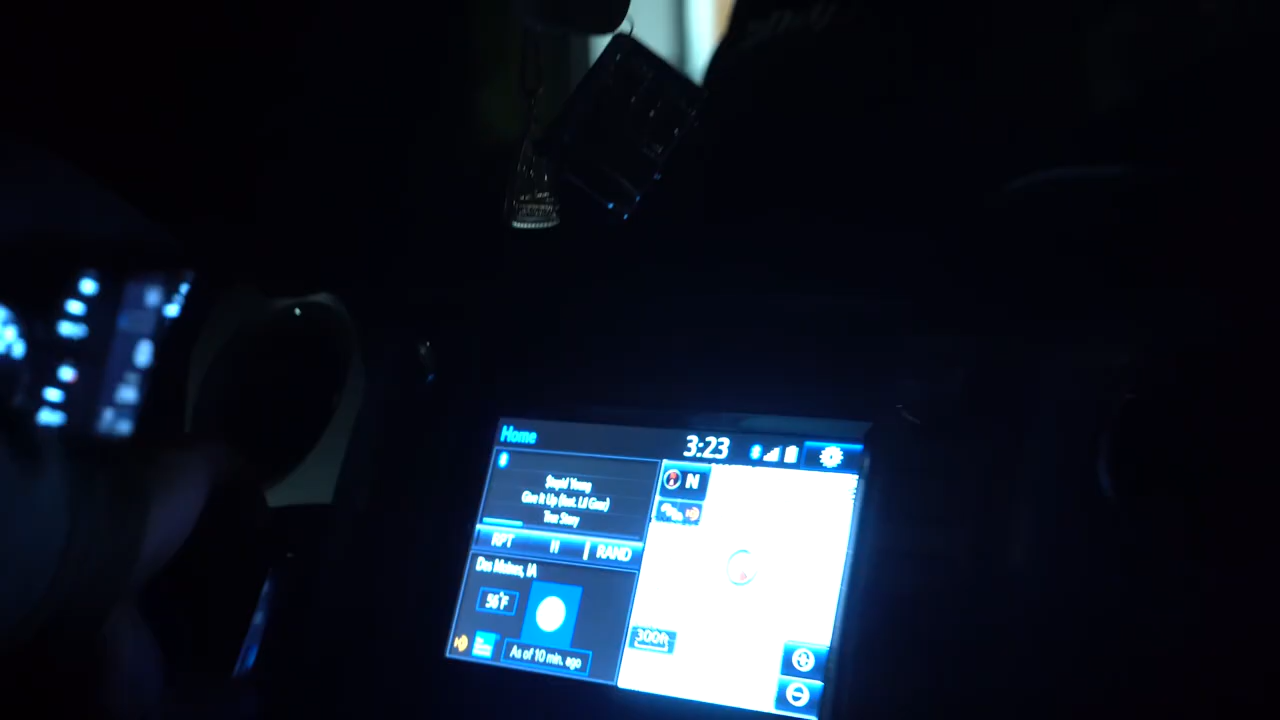 Home
3:23
N
$tupid Young
Give It Up (feat. Lil Gnar)
True Story
RPT
RAND
Des Moines, IA
56°F
300ft
As of 10 min. ago